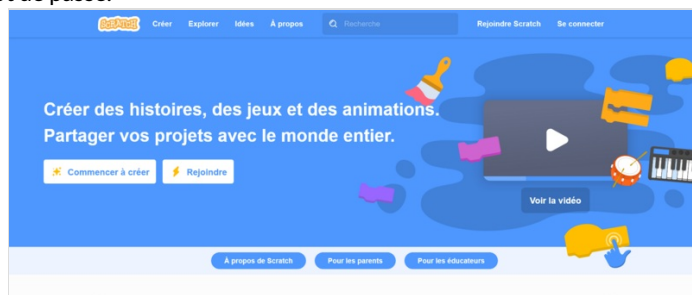 t de passe.
SCRATCH Créer Explorer Idées À propos Recherche Rejoindre Scratch Se connecter
Créer des histoires, des jeux et des animations.
Partager vos projets avec le monde entier.
Commencer à créer Rejoindre
Voir la vidéo
À propos de Scratch Pour les parents Pour les éducateurs